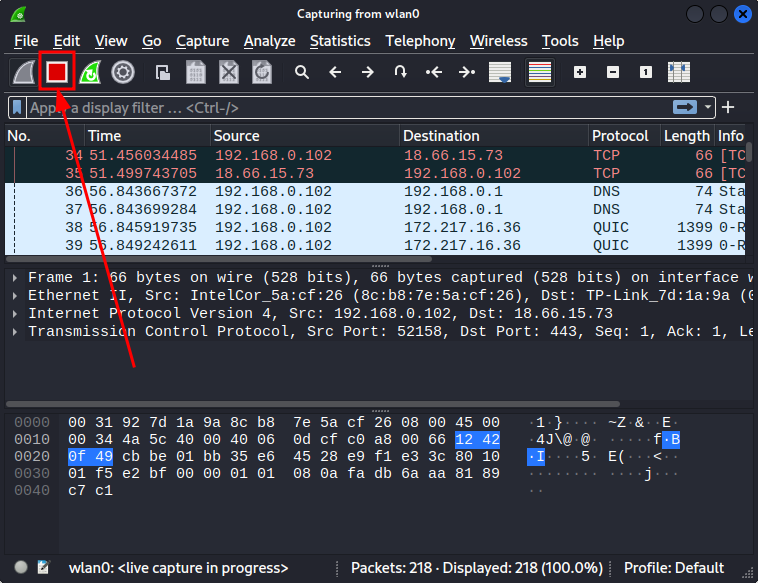 Capturing from wlan0
File Edit View Go Capture Analyze Statistics Telephony Wireless Tools Help
Apply a display filter … <Ctrl-/>
No. Time Source Destination Protocol Length Info
34 51.456034485 192.168.0.102 18.66.15.73 TCP 66 [TC
35 51.499743705 18.66.15.73 192.168.0.102 TCP 66 [TC
36 56.843667372 192.168.0.102 192.168.0.1 DNS 74 Sta
37 56.843699284 192.168.0.102 192.168.0.1 DNS 74 Sta
38 56.845919735 192.168.0.102 172.217.16.36 QUIC 1399 0-R
39 56.849242611 192.168.0.102 172.217.16.36 QUIC 1399 0-R
Frame 1: 66 bytes on wire (528 bits), 66 bytes captured (528 bits) on interface w
Ethernet II, Src: IntelCor_5a:cf:26 (8c:b8:7e:5a:cf:26), Dst: TP-Link_7d:1a:9a (
Internet Protocol Version 4, Src: 192.168.0.102, Dst: 18.66.15.73
Transmission Control Protocol, Src Port: 52158, Dst Port: 443, Seq: 1, Ack: 1, Le
0000 00 31 92 7d 1a 9a 8c b8 7e 5a cf 26 08 00 45 00 ·1·}···· ~Z·&··E·
0010 00 34 4a 5c 40 00 40 06 0d cf c0 a8 00 66 12 42 ·4J\@·@· ·····f·B
0020 0f 49 cb be 01 bb 35 e6 45 28 e9 f1 e3 3c 80 10 ·I····5· E(···<··
0030 01 f5 e2 bf 00 00 01 01 08 0a fa db 6a aa 81 89 ········ ····j···
0040 c7 c1 ··
wlan0: <live capture in progress> Packets: 218 · Displayed: 218 (100.0%) Profile: Default